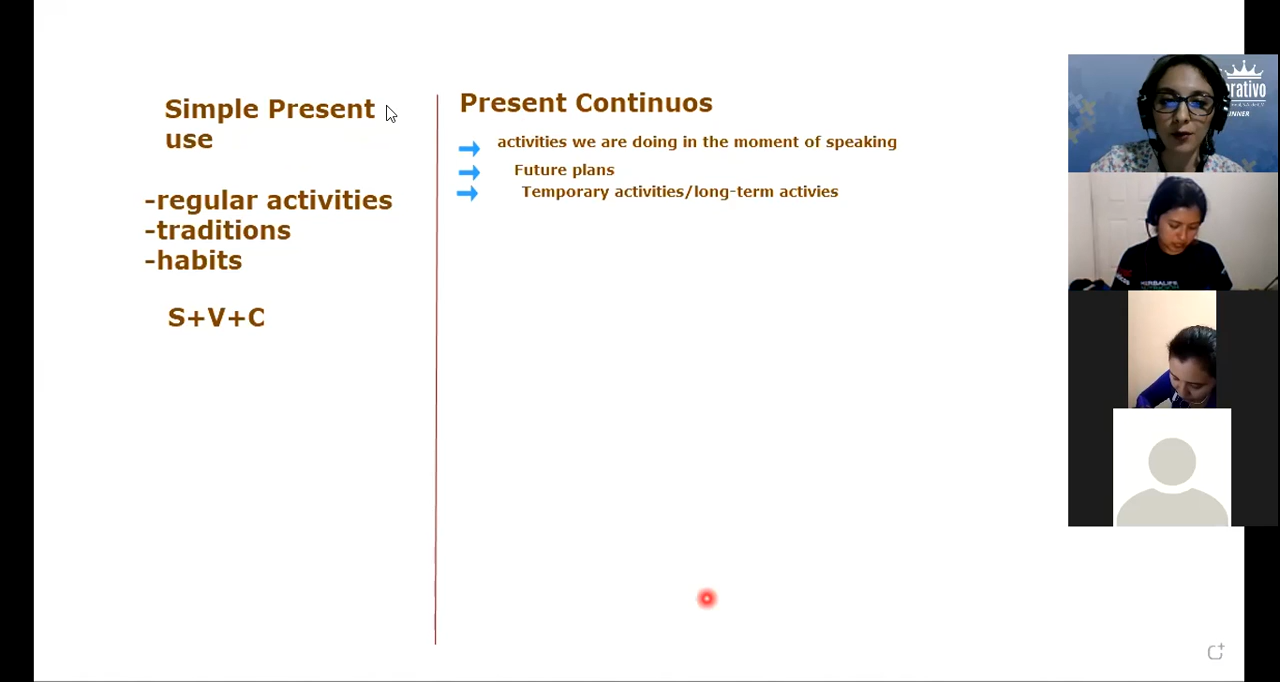 Simple Present
use
-regular activities
-traditions
-habits
S+V+C
Present Continuos
activities we are doing in the moment of speaking
Future plans
Temporary activities/long-term activies
HERBALIFE